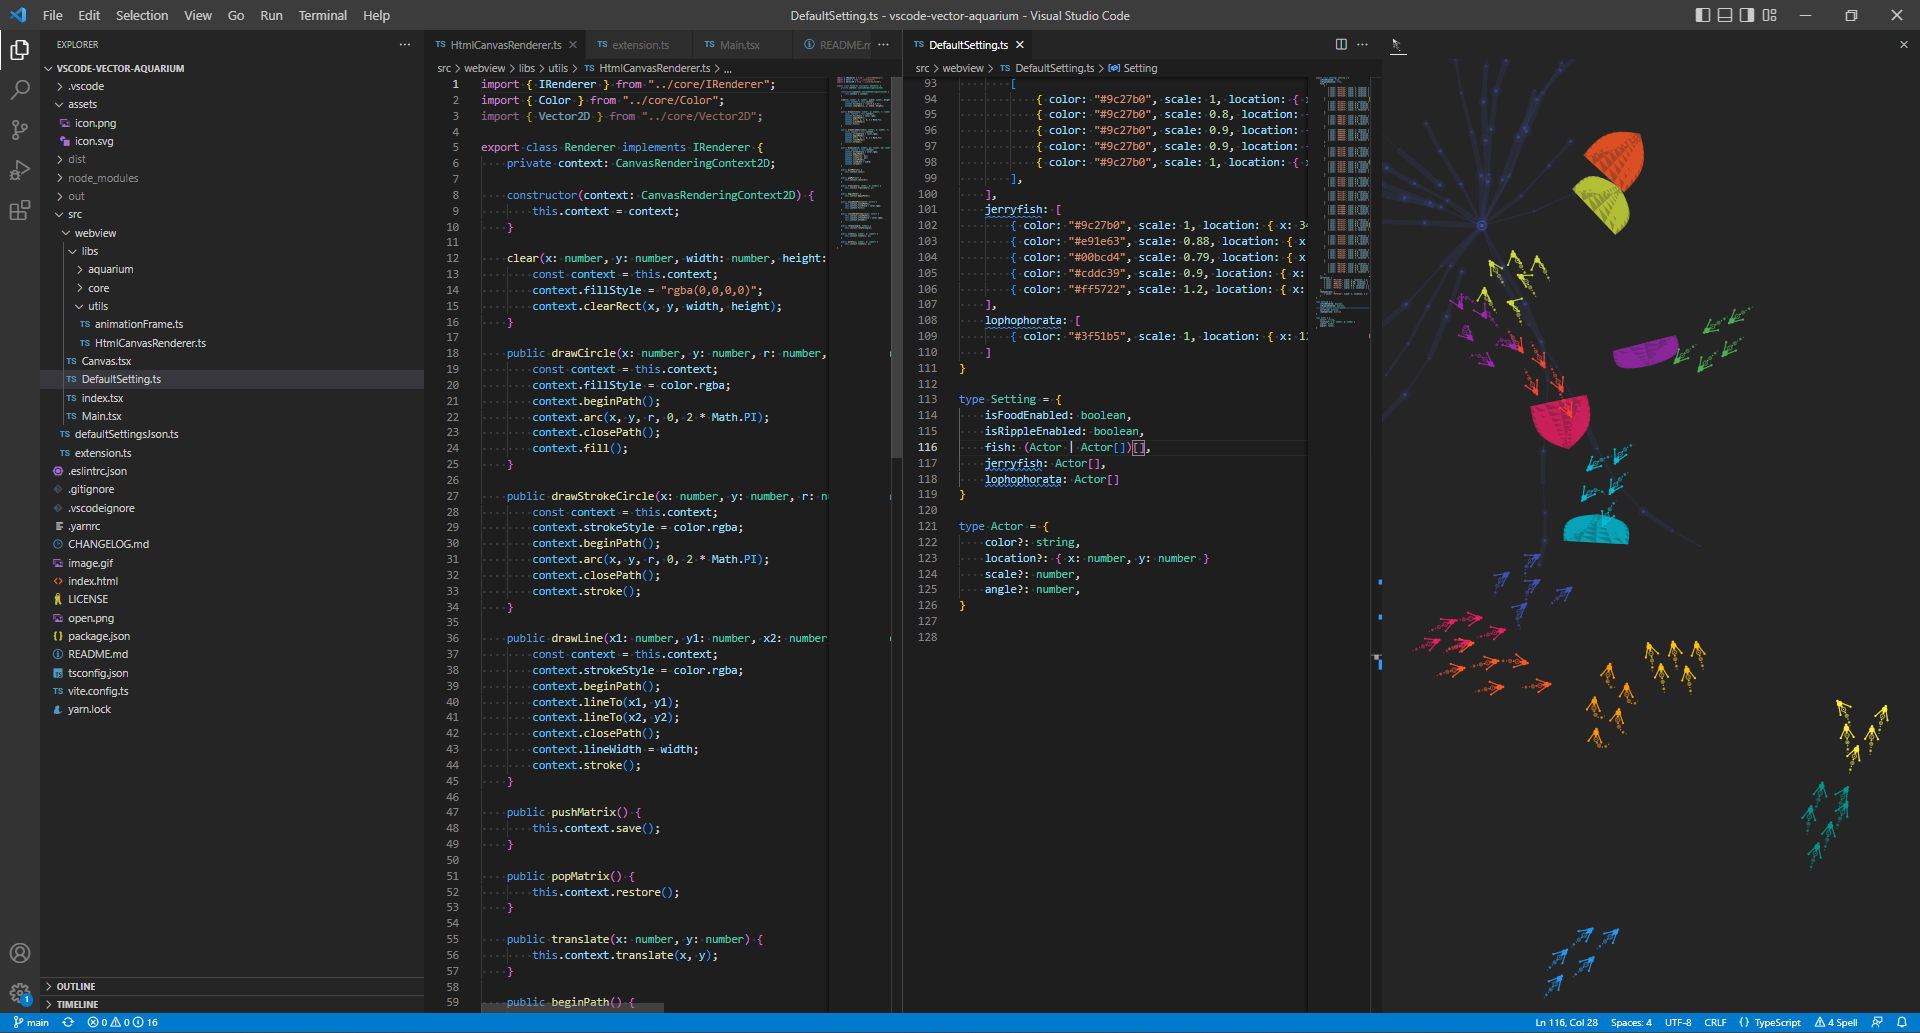 File Edit Selection View Go Run Terminal Help
DefaultSetting.ts - vscode-vector-aquarium - Visual Studio Code
EXPLORER
VSCODE-VECTOR-AQUARIUM
.vscode
assets
icon.png
icon.svg
dist
node_modules
out
src
webview
libs
aquarium
core
utils
TS animationFrame.ts
TS HtmlCanvasRenderer.ts
TS Canvas.tsx
TS DefaultSetting.ts
TS index.tsx
TS Main.tsx
TS defaultSettingsJson.ts
TS extension.ts
.eslintrc.json
.gitignore
.vscodeignore
.yarnrc
CHANGELOG.md
image.gif
index.html
LICENSE
open.png
package.json
README.md
tsconfig.json
TS vite.config.ts
yarn.lock
OUTLINE
TIMELINE
TS HtmlCanvasRenderer.ts
TS extension.ts
TS Main.tsx
README.m
src > webview > libs > utils > TS HtmlCanvasRenderer.ts > ...
1 import { IRenderer } from "../core/IRenderer";
2 import { Color } from "../core/Color";
3 import { Vector2D } from "../core/Vector2D";
4
5 export class Renderer implements IRenderer {
6 private context: CanvasRenderingContext2D;
7
8 constructor(context: CanvasRenderingContext2D) {
9 this.context = context;
10 }
11
12 clear(x: number, y: number, width: number, height:
13 const context = this.context;
14 context.fillStyle = "rgba(0,0,0,0)";
15 context.clearRect(x, y, width, height);
16 }
17
18 public drawCircle(x: number, y: number, r: number,
19 const context = this.context;
20 context.fillStyle = color.rgba;
21 context.beginPath();
22 context.arc(x, y, r, 0, 2 * Math.PI);
23 context.closePath();
24 context.fill();
25 }
26
27 public drawStrokeCircle(x: number, y: number, r: n
28 const context = this.context;
29 context.strokeStyle = color.rgba;
30 context.beginPath();
31 context.arc(x, y, r, 0, 2 * Math.PI);
32 context.closePath();
33 context.stroke();
34 }
35
36 public drawLine(x1: number, y1: number, x2: number
37 const context = this.context;
38 context.strokeStyle = color.rgba;
39 context.beginPath();
40 context.lineTo(x1, y1);
41 context.lineTo(x2, y2);
42 context.closePath();
43 context.lineWidth = width;
44 context.stroke();
45 }
46
47 public pushMatrix() {
48 this.context.save();
49 }
50
51 public popMatrix() {
52 this.context.restore();
53 }
54
55 public translate(x: number, y: number) {
56 this.context.translate(x, y);
57 }
58
59 public beginPath() {
TS DefaultSetting.ts
src > webview > TS DefaultSetting.ts > Setting
93 [
94 { color: "#9c27b0", scale: 1, location: { x
95 { color: "#9c27b0", scale: 0.8, location:
96 { color: "#9c27b0", scale: 0.9, location:
97 { color: "#9c27b0", scale: 0.9, location:
98 { color: "#9c27b0", scale: 1, location: { x
99 ],
100 ],
101 jerryfish: [
102 { color: "#9c27b0", scale: 1, location: { x: 34
103 { color: "#e91e63", scale: 0.88, location: { x
104 { color: "#00bcd4", scale: 0.79, location: { x
105 { color: "#cddc39", scale: 0.9, location: { x:
106 { color: "#ff5722", scale: 1.2, location: { x:
107 ],
108 lophophorata: [
109 { color: "#3f51b5", scale: 1, location: { x: 1
110 ]
111 }
112
113 type Setting = {
114 isFoodEnabled: boolean,
115 isRippleEnabled: boolean,
116 fish: (Actor | Actor[])[],
117 jerryfish: Actor[],
118 lophophorata: Actor[]
119 }
120
121 type Actor = {
122 color?: string,
123 location?: { x: number, y: number }
124 scale?: number,
125 angle?: number,
126 }
127
128
1
main 0 0 16
Ln 116, Col 28 Spaces: 4 UTF-8 CRLF { } TypeScript 4 Spell